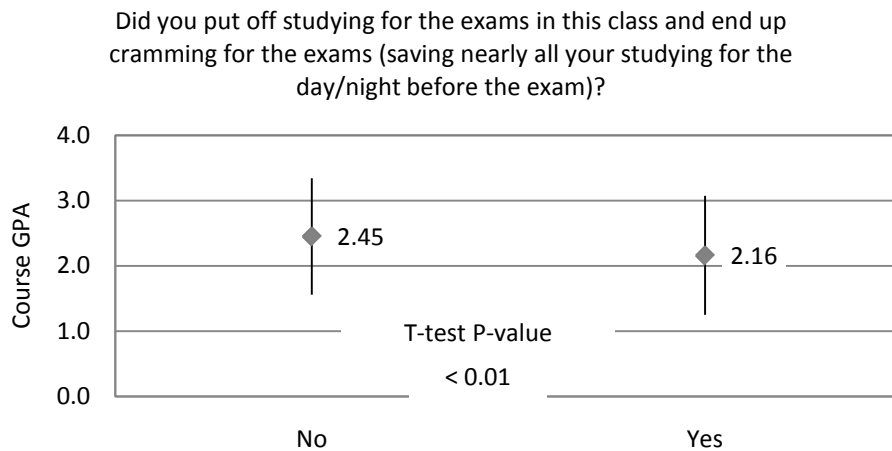 Did you put off studying for the exams in this class and end up
cramming for the exams (saving nearly all your studying for the
day/night before the exam)?
4.0
3.0
2.0
1.0
0.0
Course GPA
2.45
2.16
T-test P-value
< 0.01
No
Yes